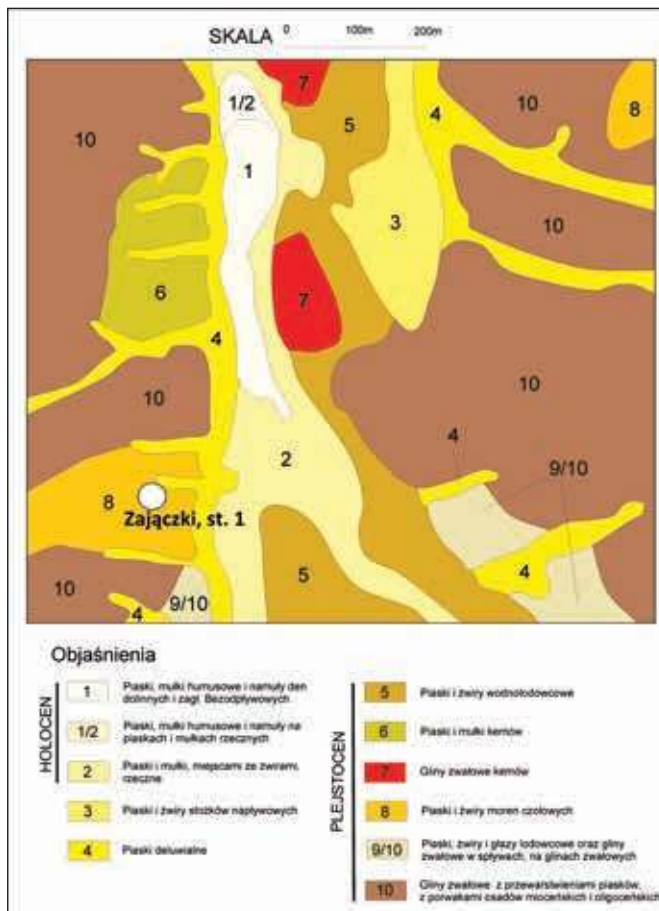 SKALA 0 100m 200m
7
1/2
10
8
5
4
10
1
3
10
6
7
4
10
10
4
9/10
2
8
Zajączki, st. 1
4
5
10
9/10
4
Objaśnienia
HOLOCEN
1 Piaski, mułki humusowe i namuły den
dolinnych i zagł. Bezodpływowych
1/2 Piaski, mułki humusowe i namuły na
piaskach i mułkach rzecznych
2 Piaski i mułki, miejscami ze żwirami,
rzeczne
3 Piaski i żwiry stożków napływowych
4 Piaski deluwialne
PLEJSTOCEN
5 Piaski i żwiry wodnolodowcowe
6 Piaski i mułki kemów
7 Gliny zwałowe kemów
8 Piaski i żwiry moren czołowych
9/10 Piaski, żwiry i głazy lodowcowe oraz gliny
zwałowe w spływach, na glinach zwałowych
10 Gliny zwałowe z przewarstwieniami piasków,
z porwakami osadów mioceńskich i oligoceńskich